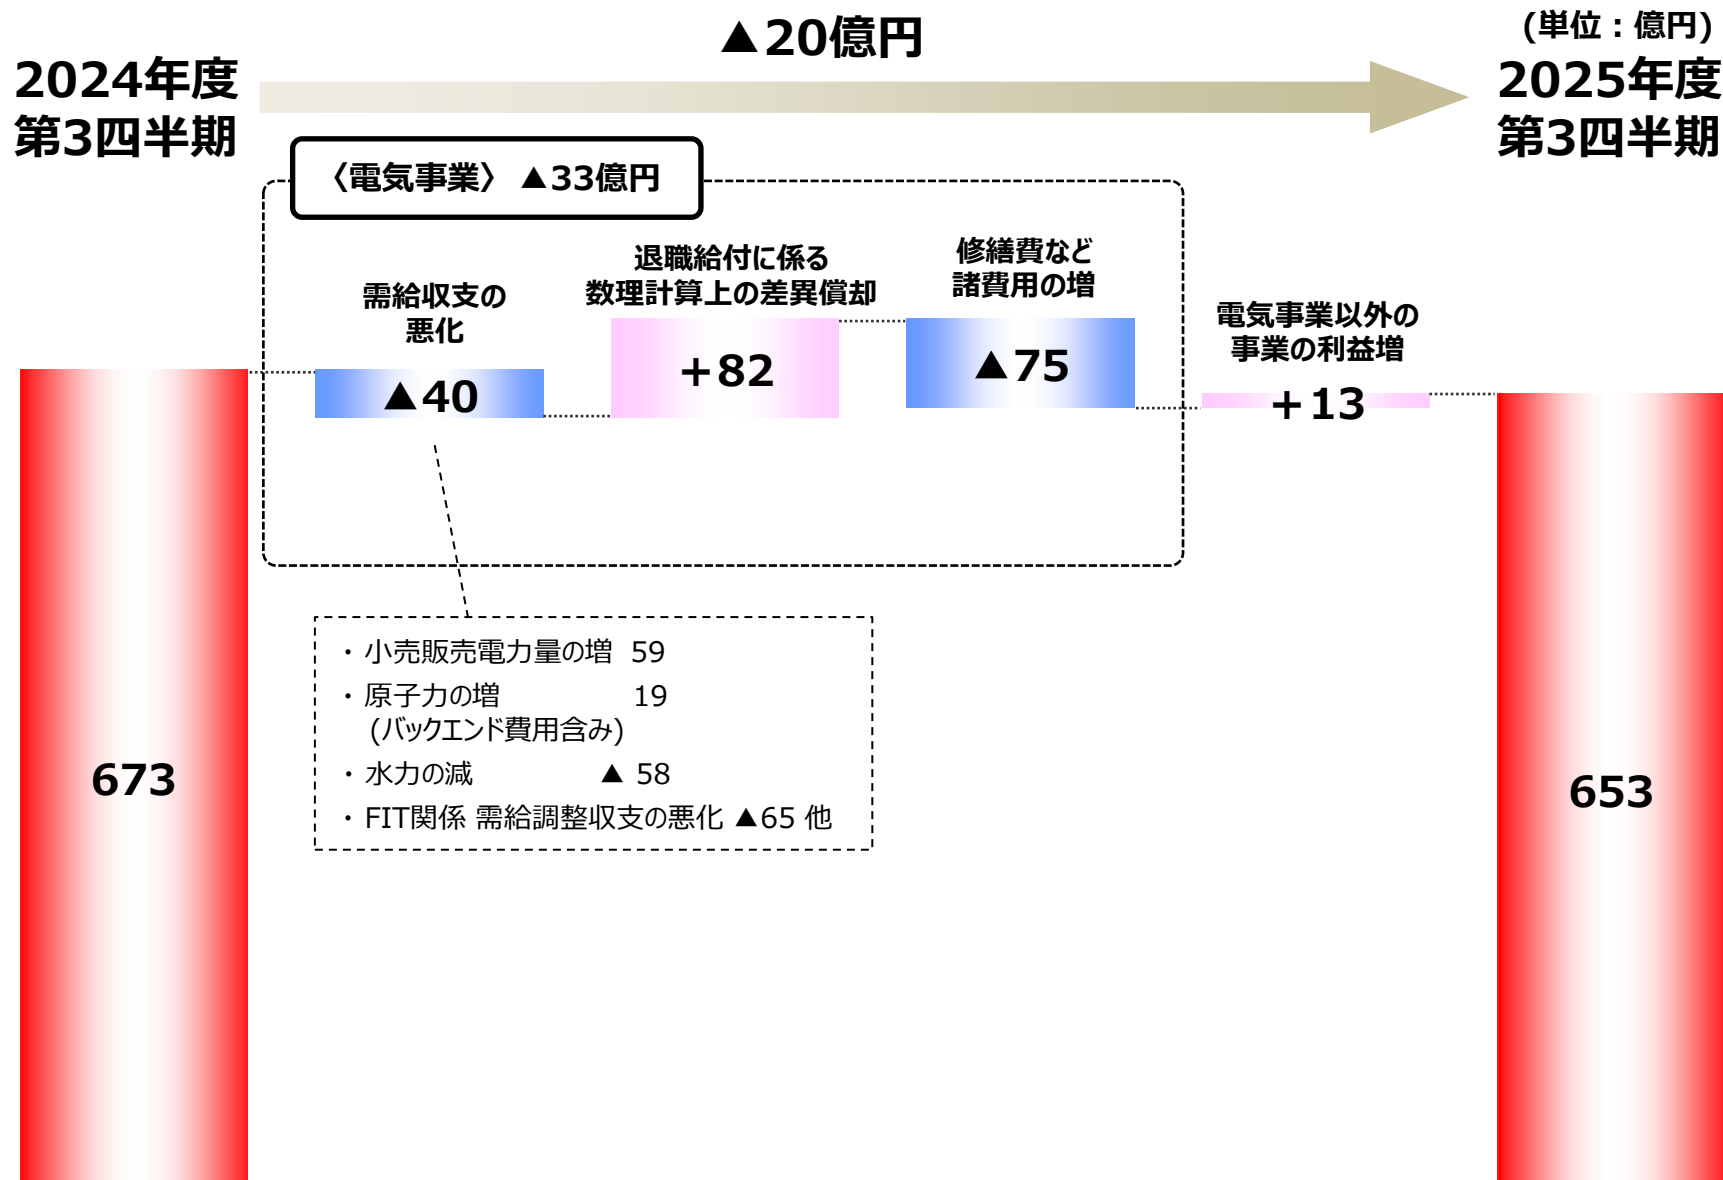 ▲20億円
(単位：億円)
2024年度
第3四半期
2025年度
第3四半期
〈電気事業〉 ▲33億円
需給収支の
悪化
▲40
退職給付に係る
数理計算上の差異償却
+82
修繕費など
諸費用の増
▲75
電気事業以外の
事業の利益増
+13
・ 小売販売電力量の増 59
・ 原子力の増 19
(バックエンド費用含み)
・ 水力の減 ▲ 58
・ FIT関係 需給調整収支の悪化 ▲65 他
673
653